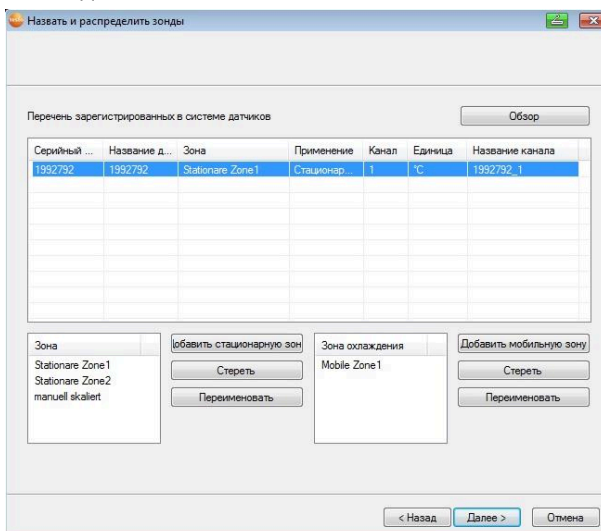 Назвать и распределить зонды
Перечень зарегистрированных в системе датчиков
Обзор
Серийный ... Название д... Зона Применение Канал Единица Название канала
1992792 1992792 Stationare Zone1 Стационар... 1 °C 1992792_1
Зона
Stationare Zone1
Stationare Zone2
manuell skaliert
Добавить стационарную зон
Стереть
Переименовать
Зона охлаждения
Mobile Zone1
Добавить мобильную зону
Стереть
Переименовать
< Назад Далее > Отмена